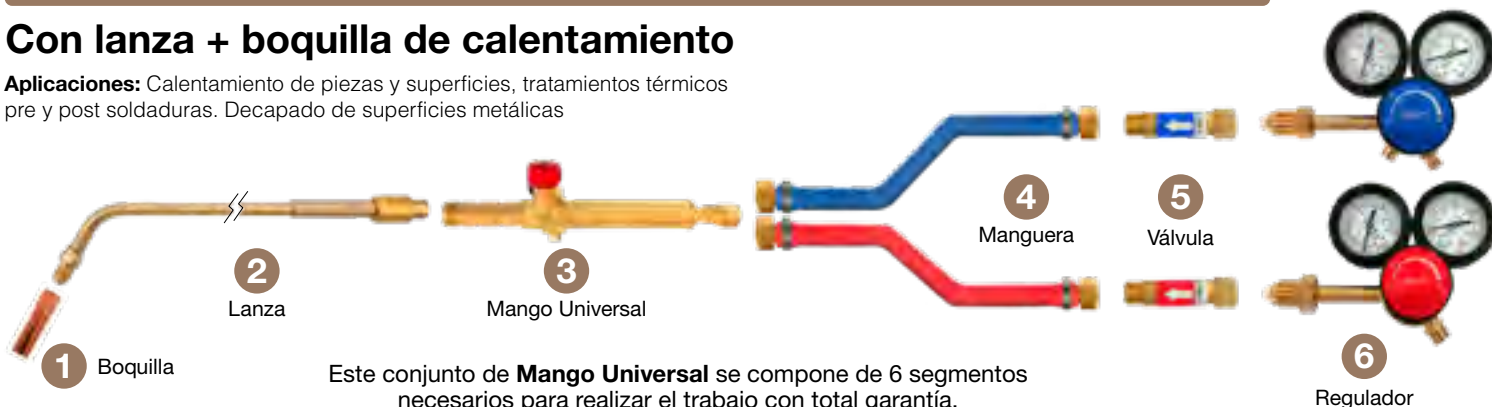 Con lanza + boquilla de calentamiento
Aplicaciones: Calentamiento de piezas y superficies, tratamientos térmicos
pre y post soldaduras. Decapado de superficies metálicas
4
Manguera
5
Válvula
2
Lanza
3
Mango Universal
1 Boquilla
6
Regulador
Este conjunto de Mango Universal se compone de 6 segmentos
necesarios para realizar el trabajo con total garantía.